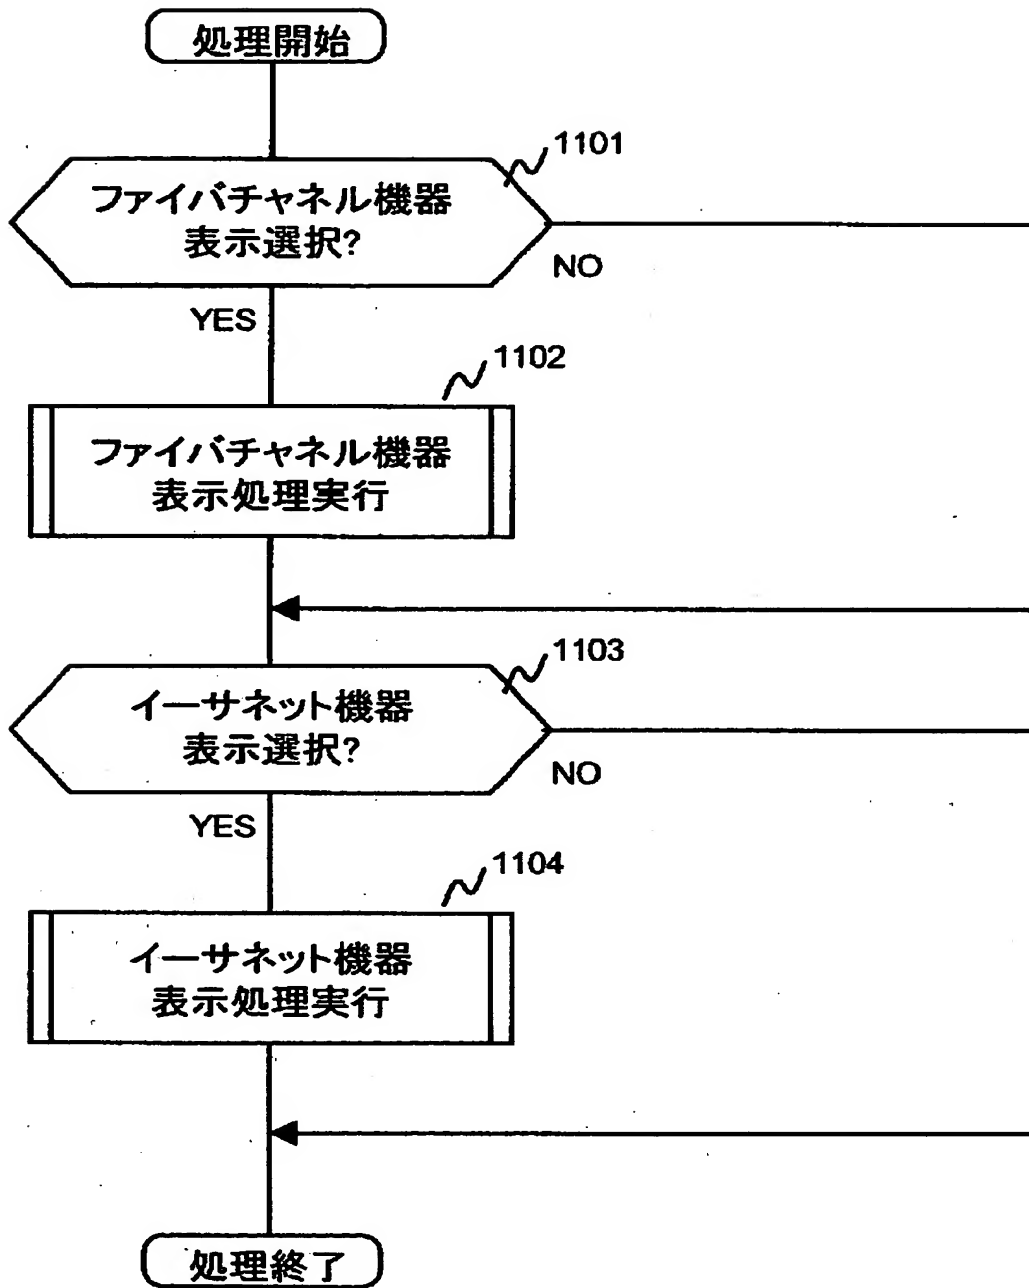 処理開始
1101
ファイバチャネル機器
表示選択?
NO
YES
1102
ファイバチャネル機器
表示処理実行
1103
イーサネット機器
表示選択?
NO
YES
1104
イーサネット機器
表示処理実行
処理終了